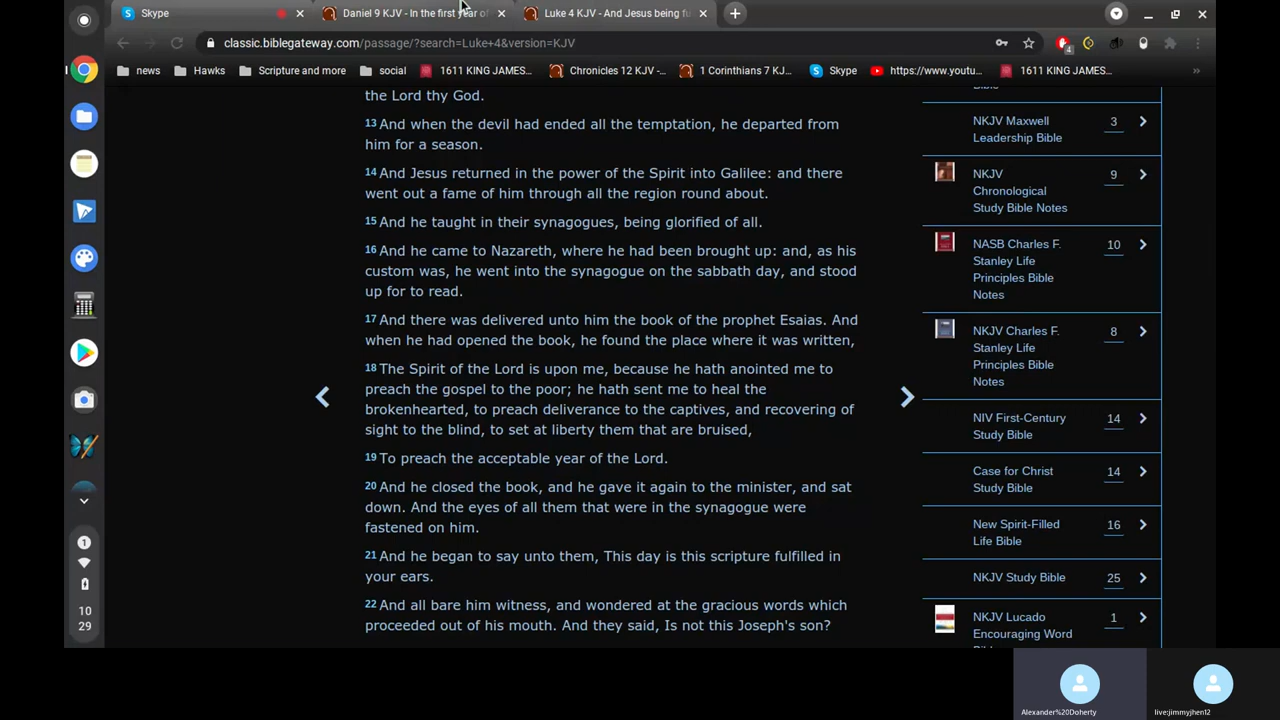 Skype
Daniel 9 KJV - In the first year of
Luke 4 KJV - And Jesus being fu
classic.biblegateway.com/passage/?search=Luke+4&version=KJV
4
news
Hawks
Scripture and more
social
1611 KING JAMES...
Chronicles 12 KJV -...
1 Corinthians 7 KJ...
Skype
https://www.youtu...
1611 KING JAMES...
»
the Lord thy God.
13 And when the devil had ended all the temptation, he departed from
him for a season.
14 And Jesus returned in the power of the Spirit into Galilee: and there
went out a fame of him through all the region round about.
15 And he taught in their synagogues, being glorified of all.
16 And he came to Nazareth, where he had been brought up: and, as his
custom was, he went into the synagogue on the sabbath day, and stood
up for to read.
17 And there was delivered unto him the book of the prophet Esaias. And
when he had opened the book, he found the place where it was written,
18 The Spirit of the Lord is upon me, because he hath anointed me to
preach the gospel to the poor; he hath sent me to heal the
brokenhearted, to preach deliverance to the captives, and recovering of
sight to the blind, to set at liberty them that are bruised,
19 To preach the acceptable year of the Lord.
20 And he closed the book, and he gave it again to the minister, and sat
down. And the eyes of all them that were in the synagogue were
fastened on him.
21 And he began to say unto them, This day is this scripture fulfilled in
your ears.
22 And all bare him witness, and wondered at the gracious words which
proceeded out of his mouth. And they said, Is not this Joseph's son?
Bible
NKJV Maxwell 3
Leadership Bible
NKJV 9
Chronological
Study Bible Notes
NASB Charles F. 10
Stanley Life
Principles Bible
Notes
NKJV Charles F. 8
Stanley Life
Principles Bible
Notes
NIV First-Century 14
Study Bible
Case for Christ 14
Study Bible
New Spirit-Filled 16
Life Bible
NKJV Study Bible 25
NKJV Lucado 1
Encouraging Word
1
10
29
Alexander%20Doherty
live:jimmyjhen12